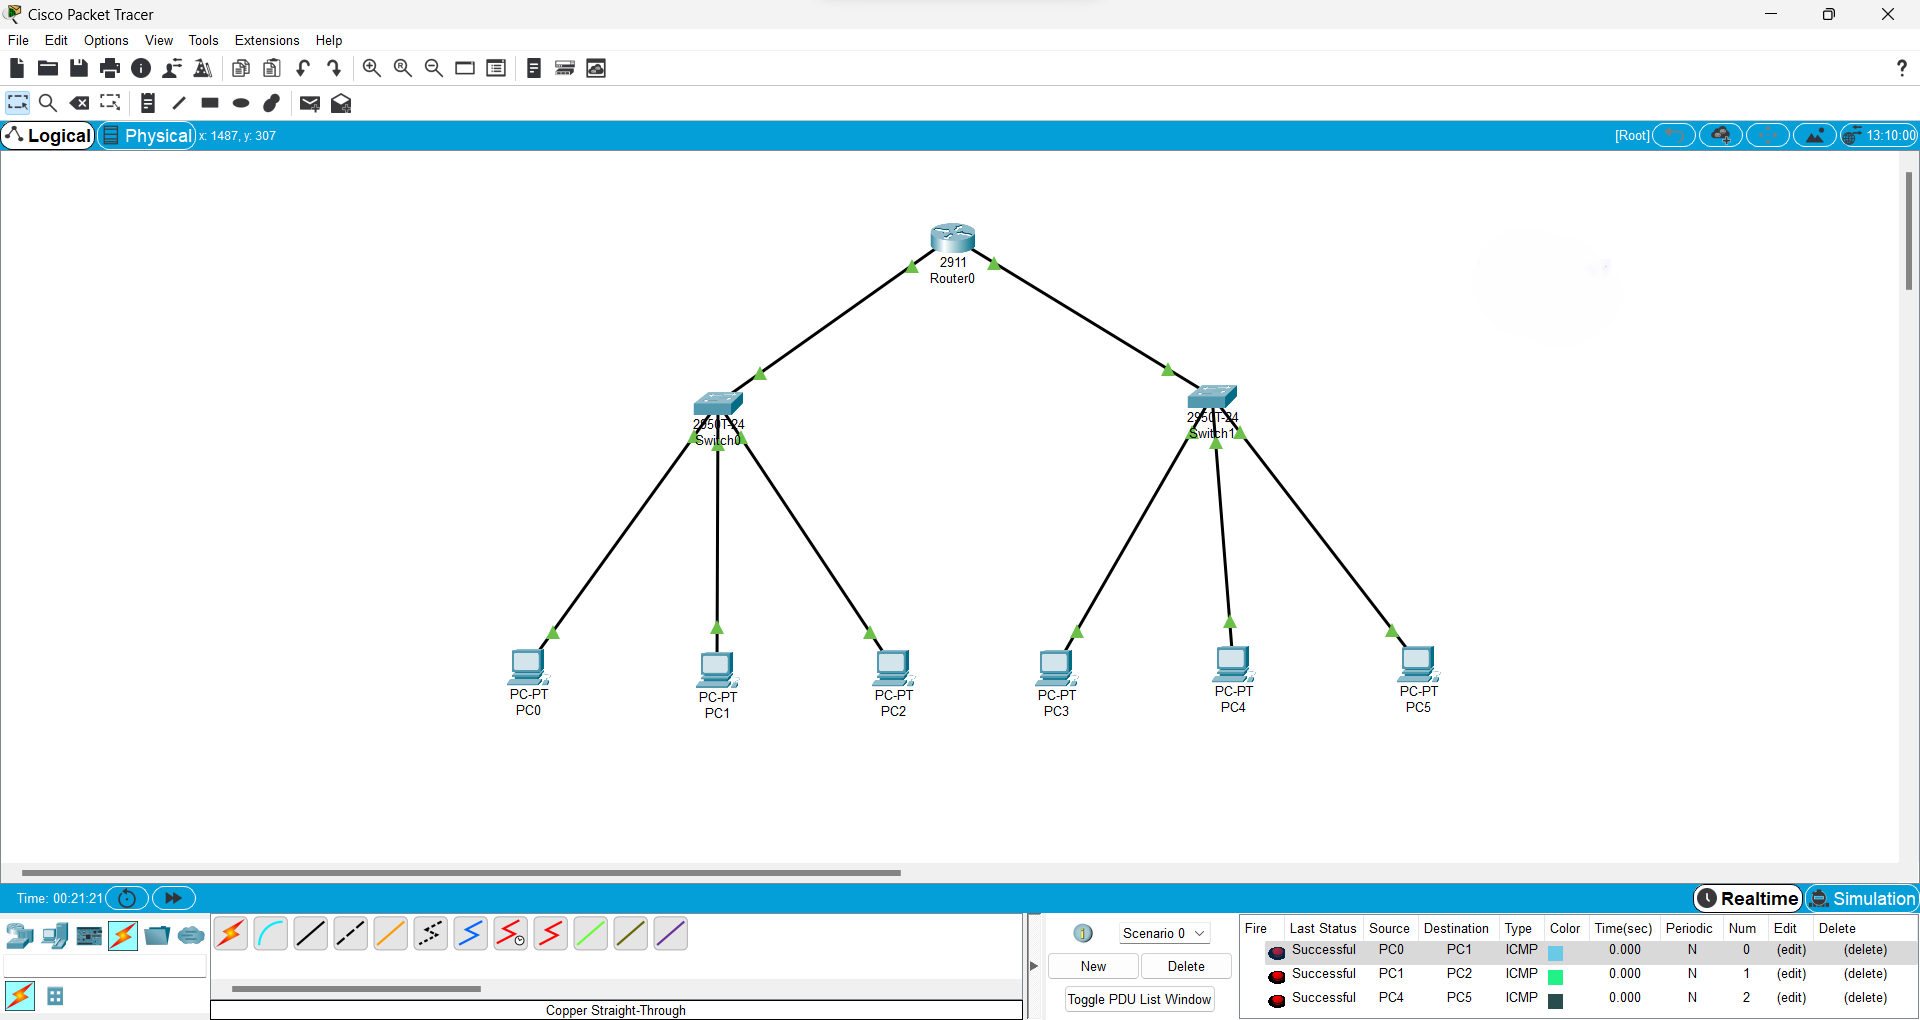 Cisco Packet Tracer
File Edit Options View Tools Extensions Help
?
Logical Physical x: 1487, y: 307 [Root] 13:10:00
2911
Router0
2950T-24
Switch0
2950T-24
Switch1
PC-PT
PC0
PC-PT
PC1
PC-PT
PC2
PC-PT
PC3
PC-PT
PC4
PC-PT
PC5
Time: 00:21:21 Realtime Simulation
Scenario 0
New Delete
Toggle PDU List Window
Fire Last Status Source Destination Type Color Time(sec) Periodic Num Edit Delete
Successful PC0 PC1 ICMP 0.000 N 0 (edit) (delete)
Successful PC1 PC2 ICMP 0.000 N 1 (edit) (delete)
Successful PC4 PC5 ICMP 0.000 N 2 (edit) (delete)
Copper Straight-Through